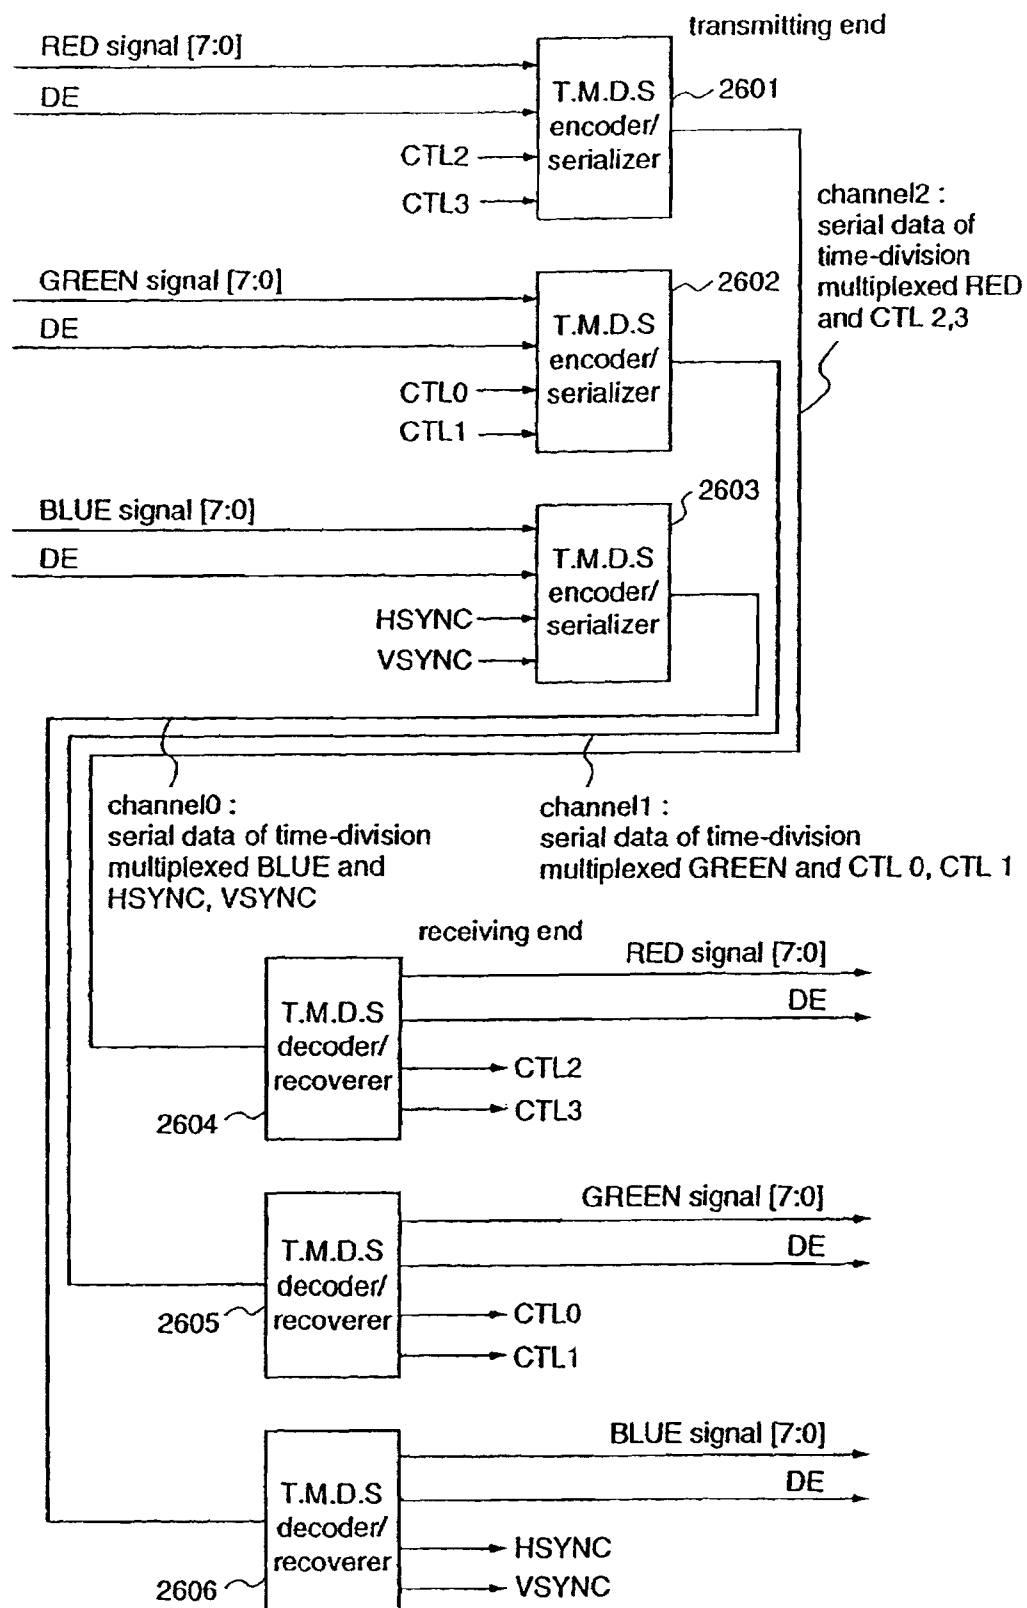 transmitting end
RED signal [7:0]
DE
CTL2
CTL3
T.M.D.S
encoder/
serializer
2601
channel2 :
serial data of
time-division
multiplexed RED
and CTL 2,3
GREEN signal [7:0]
DE
CTL0
CTL1
T.M.D.S
encoder/
serializer
2602
BLUE signal [7:0]
DE
HSYNC
VSYNC
T.M.D.S
encoder/
serializer
2603
channel0 :
serial data of time-division
multiplexed BLUE and
HSYNC, VSYNC
channel1 :
serial data of time-division
multiplexed GREEN and CTL 0, CTL 1
receiving end
T.M.D.S
decoder/
recoverer
2604
RED signal [7:0]
DE
CTL2
CTL3
T.M.D.S
decoder/
recoverer
2605
GREEN signal [7:0]
DE
CTL0
CTL1
T.M.D.S
decoder/
recoverer
2606
BLUE signal [7:0]
DE
HSYNC
VSYNC